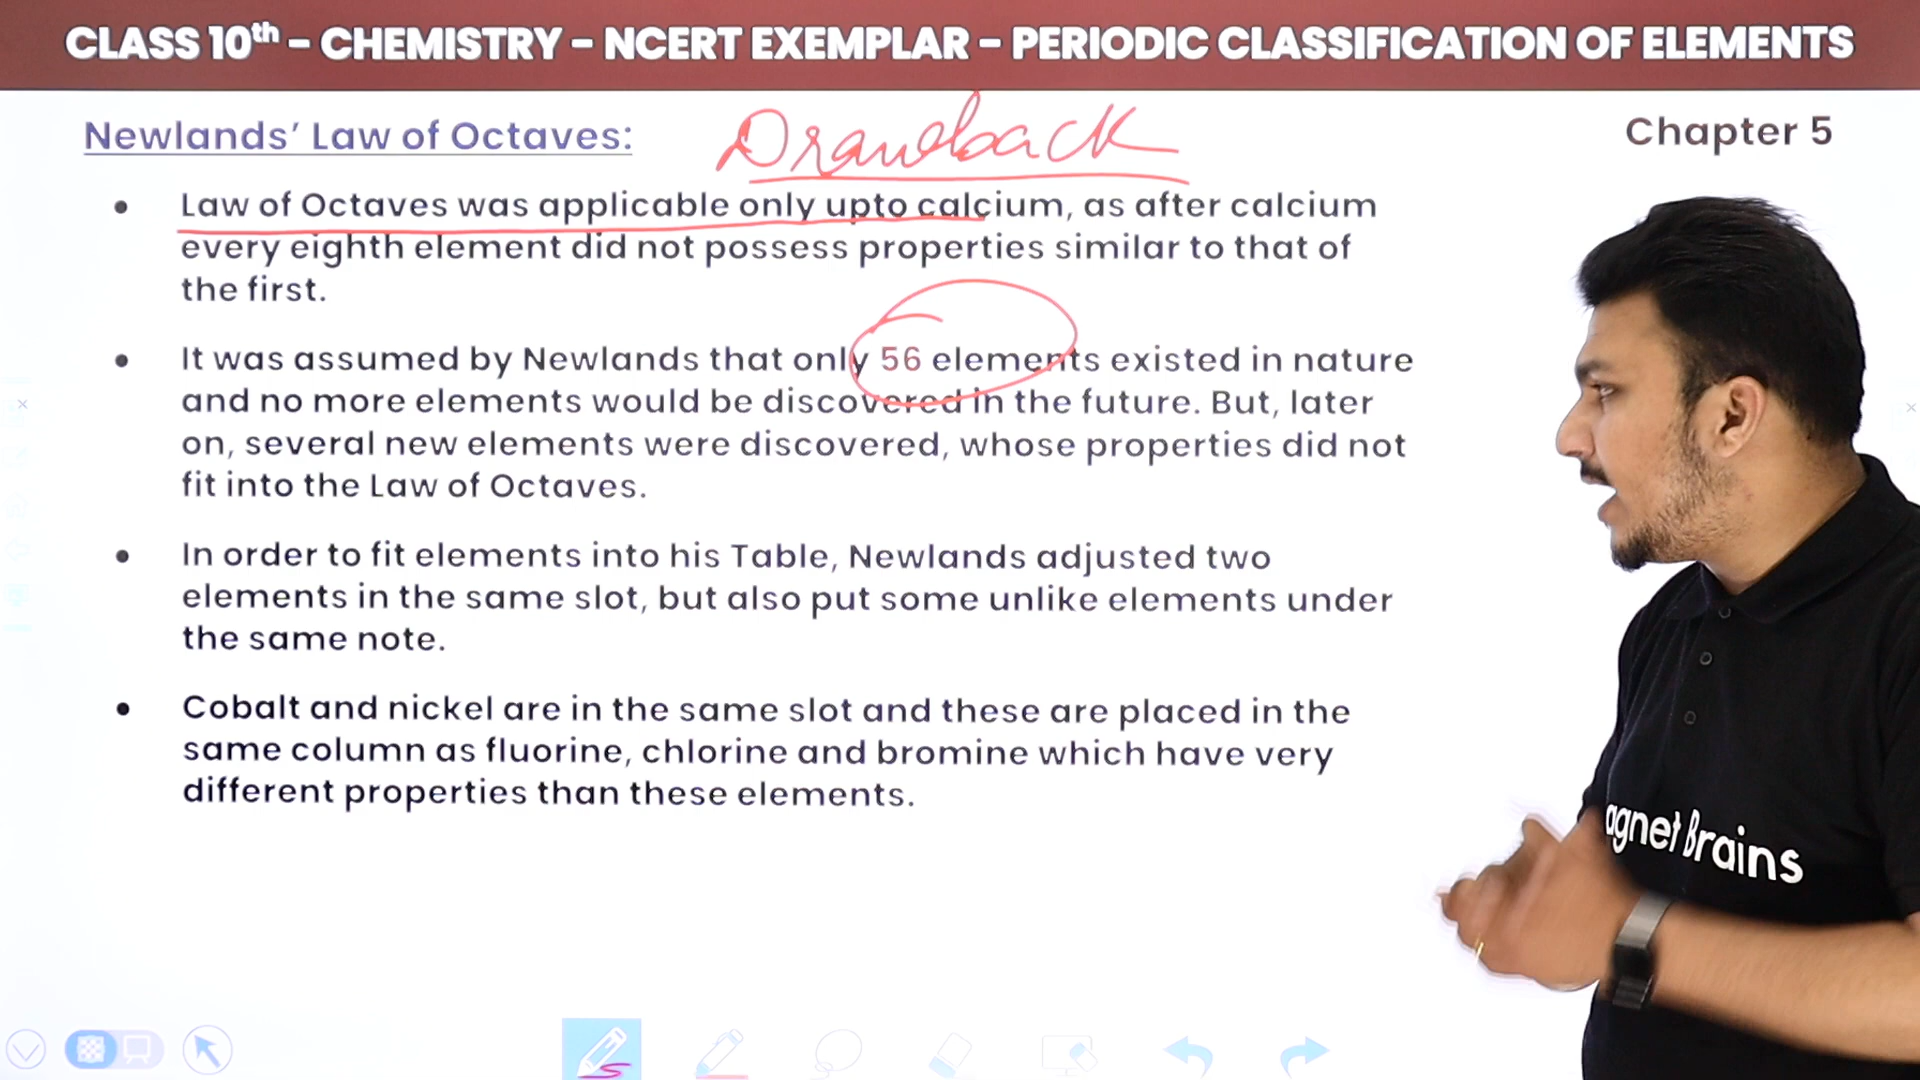 CLASS 10th – CHEMISTRY – NCERT EXEMPLAR – PERIODIC CLASSIFICATION OF ELEMENTS
Newlands' Law of Octaves:
Drawback
Chapter 5
• Law of Octaves was applicable only upto calcium, as after calcium
every eighth element did not possess properties similar to that of
the first.
• It was assumed by Newlands that only 56 elements existed in nature
and no more elements would be discovered in the future. But, later
on, several new elements were discovered, whose properties did not
fit into the Law of Octaves.
• In order to fit elements into his Table, Newlands adjusted two
elements in the same slot, but also put some unlike elements under
the same note.
• Cobalt and nickel are in the same slot and these are placed in the
same column as fluorine, chlorine and bromine which have very
different properties than these elements.
agnet Brains